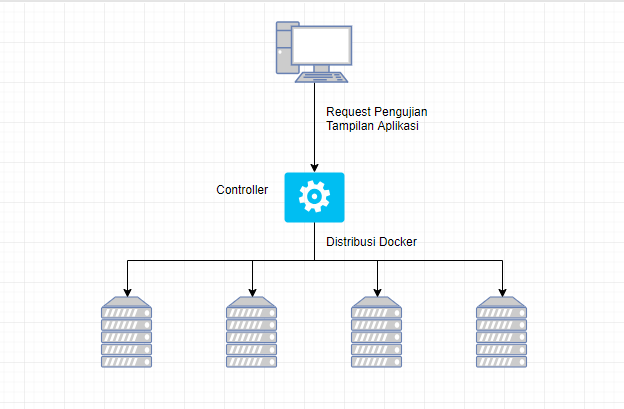 Request Pengujian
Tampilan Aplikasi
Controller
Distribusi Docker